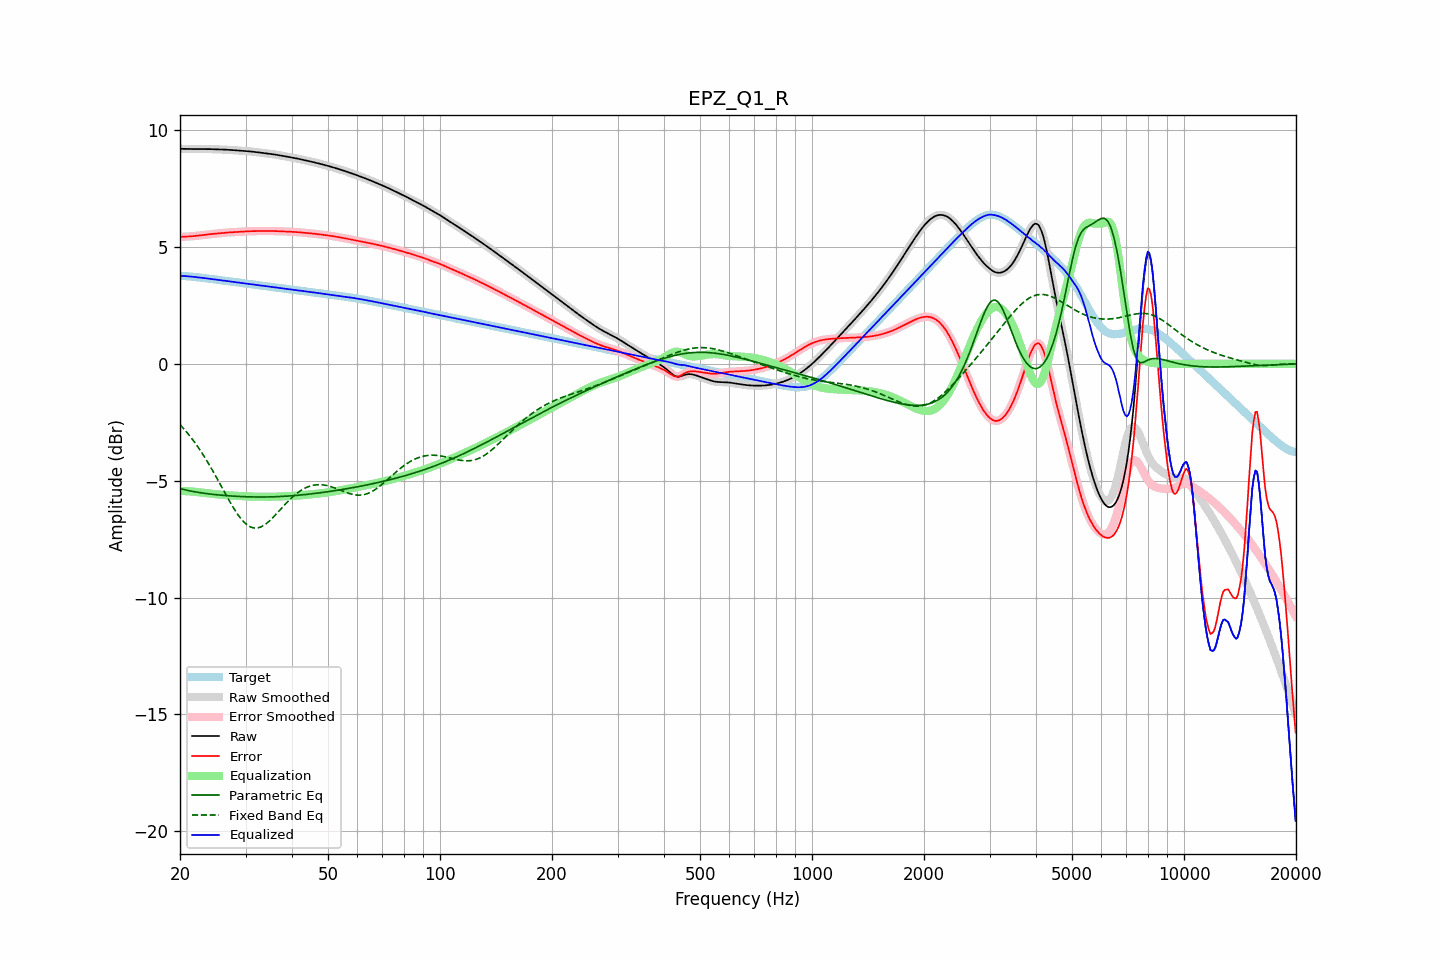 EPZ_Q1_R
Amplitude (dBr)
10
5
0
−5
−10
−15
−20
Target
Raw Smoothed
Error Smoothed
Raw
Error
Equalization
Parametric Eq
Fixed Band Eq
Equalized
20 50 100 200 500 1000 2000 5000 10000 20000
Frequency (Hz)